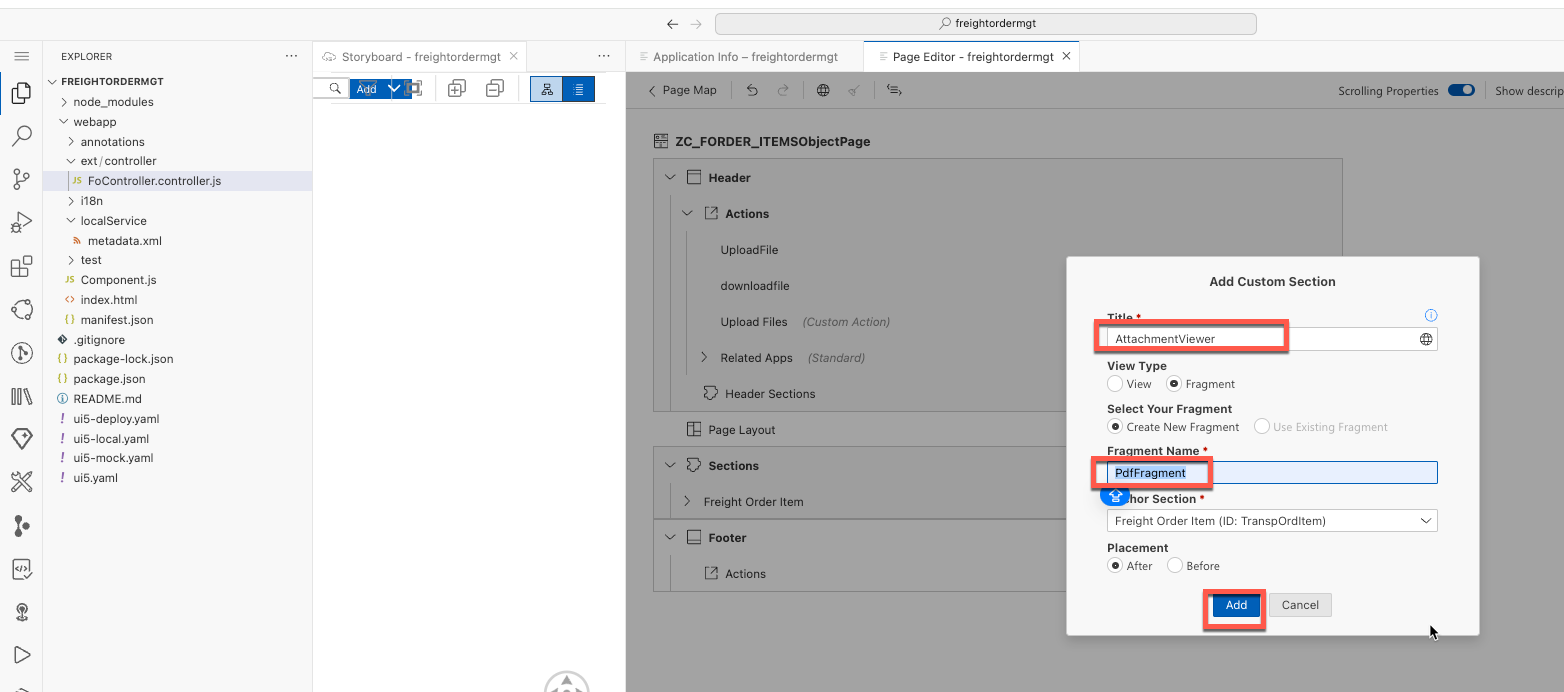 freightordermgt
EXPLORER
FREIGHTORDERMGT
node_modules
webapp
annotations
ext / controller
JS FoController.controller.js
i18n
localService
metadata.xml
test
JS Component.js
<> index.html
{} manifest.json
.gitignore
{} package-lock.json
{} package.json
README.md
! ui5-deploy.yaml
! ui5-local.yaml
! ui5-mock.yaml
! ui5.yaml
Storyboard - freightordermgt
Add
Application Info – freightordermgt
Page Editor - freightordermgt
Page Map
Scrolling Properties
Show descrip
ZC_FORDER_ITEMSObjectPage
Header
Actions
UploadFile
downloadfile
Upload Files (Custom Action)
Related Apps (Standard)
Header Sections
Page Layout
Sections
Freight Order Item
Footer
Actions
Add Custom Section
Title *
AttachmentViewer
View Type
View Fragment
Select Your Fragment
Create New Fragment Use Existing Fragment
Fragment Name *
PdfFragment
hor Section *
Freight Order Item (ID: TranspOrdItem)
Placement
After Before
Add Cancel